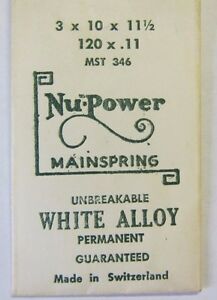 3 x 10 x 11½
120 x .11
MST 346
Nu-Power
MAINSPRING
UNBREAKABLE
WHITE ALLOY
PERMANENT
GUARANTEED
Made in Switzerland